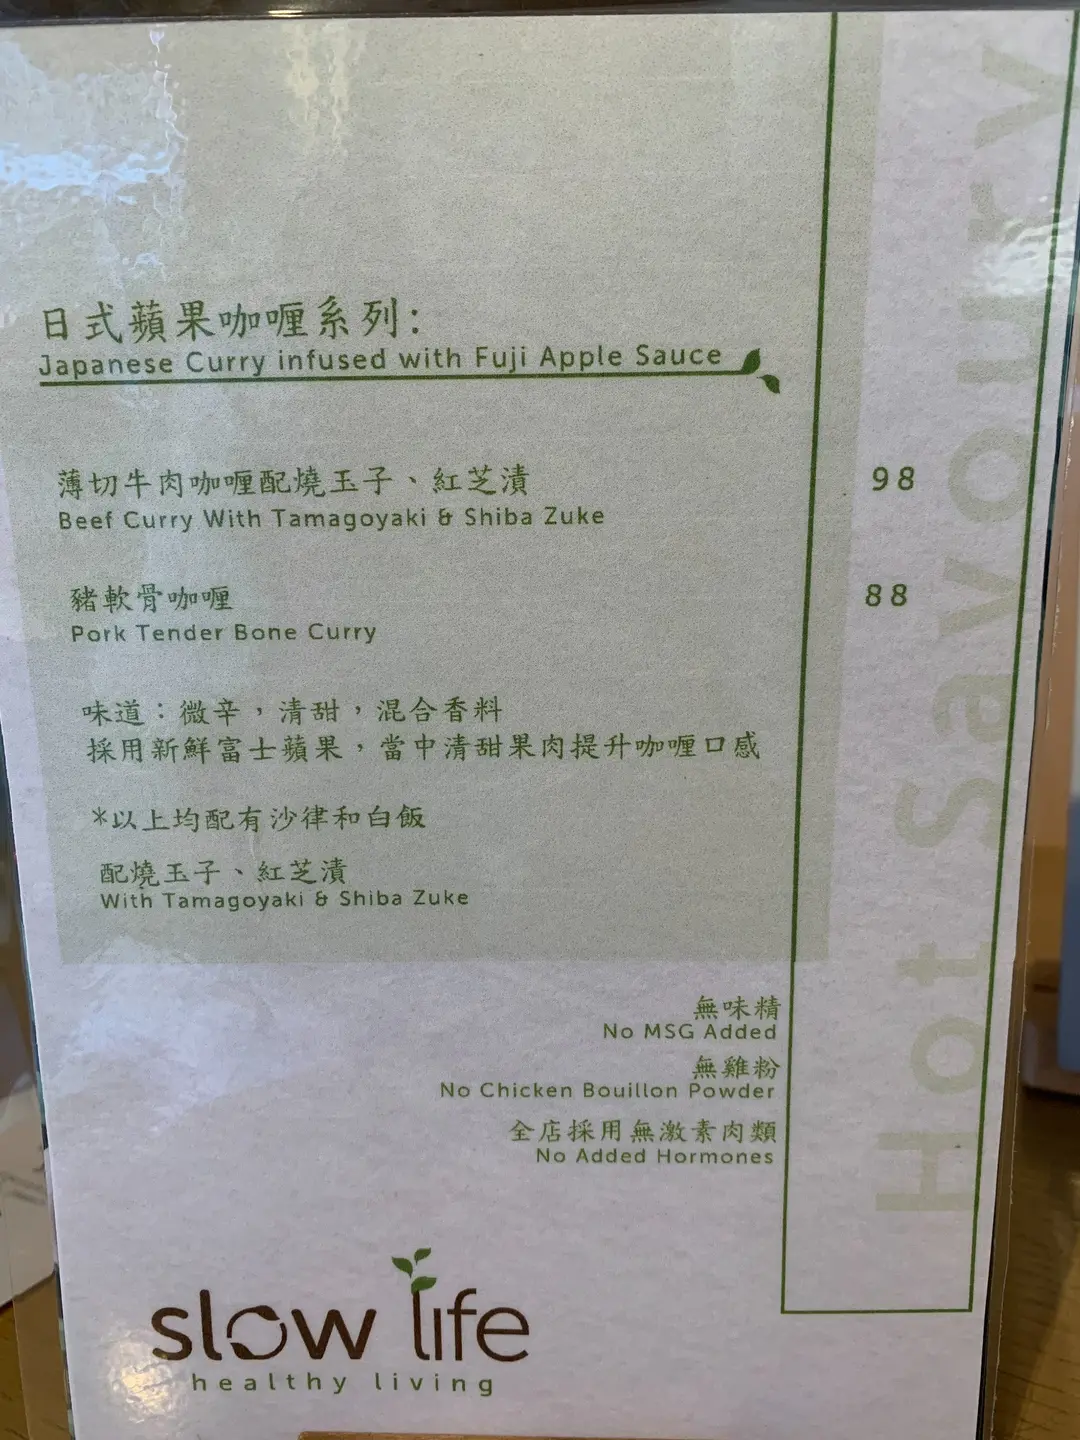 日式蘋果咖喱系列:
Japanese Curry infused with Fuji Apple Sauce
薄切牛肉咖喱配燒玉子、紅芝漬 98
Beef Curry With Tamagoyaki & Shiba Zuke
豬軟骨咖喱 88
Pork Tender Bone Curry
味道：微辛，清甜，混合香料
採用新鮮富士蘋果，當中清甜果肉提升咖喱口感
*以上均配有沙律和白飯
配燒玉子、紅芝漬
With Tamagoyaki & Shiba Zuke
無味精
No MSG Added
無雞粉
No Chicken Bouillon Powder
全店採用無激素肉類
No Added Hormones
Hot Savoury
slow life
healthy living